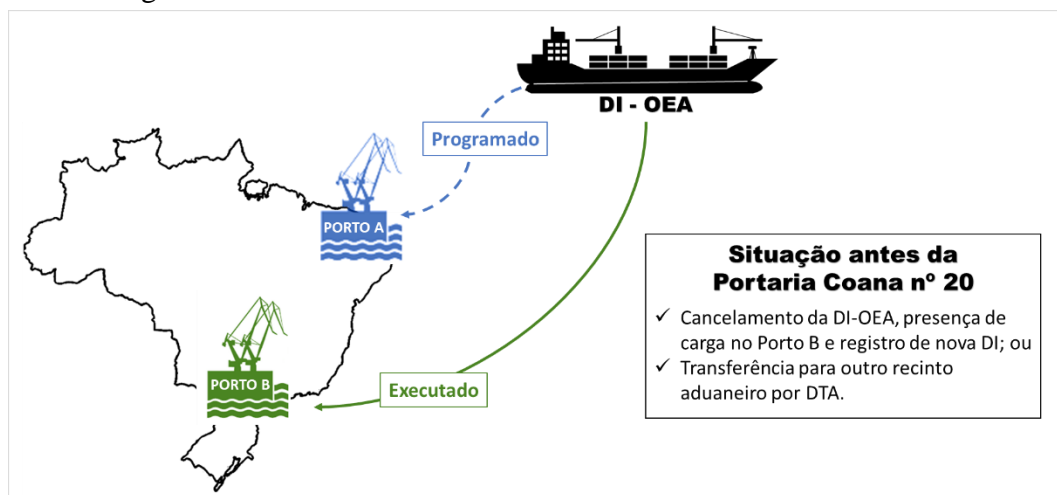 DI - OEA
Programado
PORTO A
Situação antes da
Portaria Coana nº 20
✓ Cancelamento da DI-OEA, presença de
carga no Porto B e registro de nova DI; ou
✓ Transferência para outro recinto
aduaneiro por DTA.
PORTO B
Executado